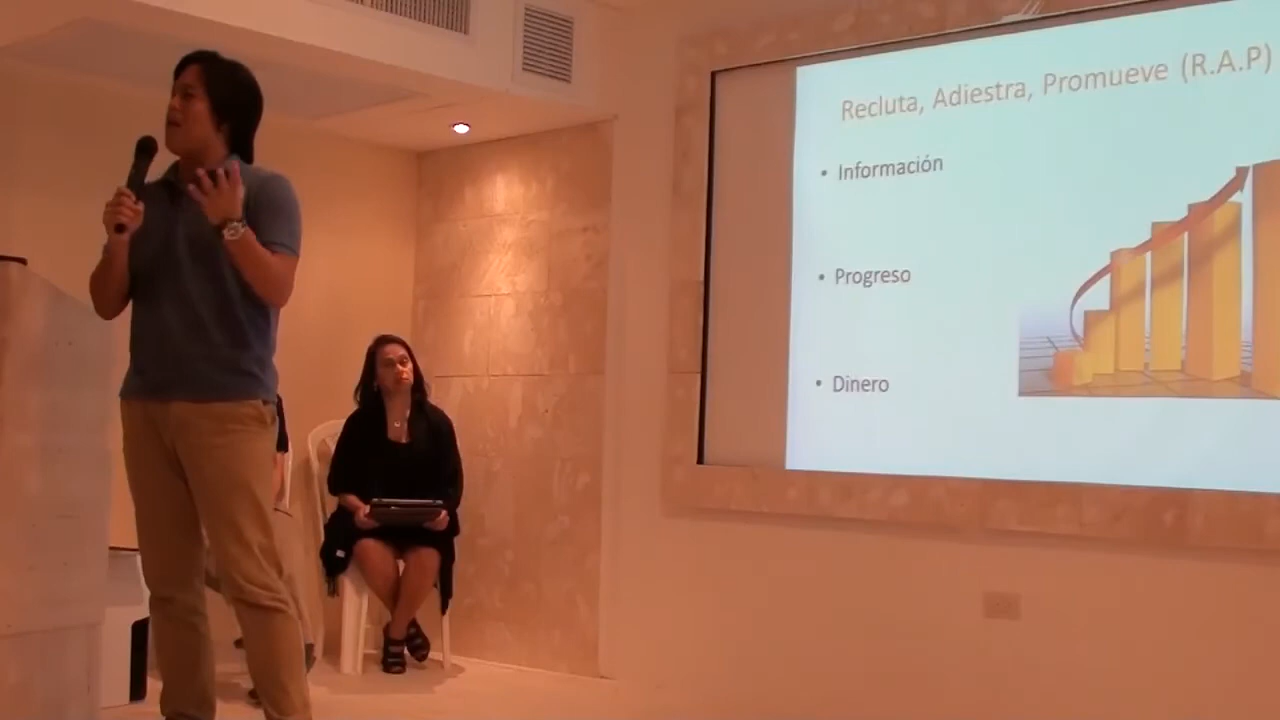 Recluta, Adiestra, Promueve (R.A.P)
• Información
• Progreso
• Dinero